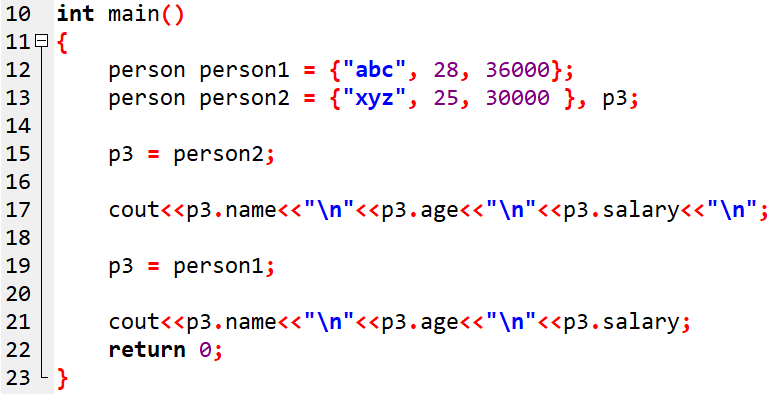 10 int main()
11 {
12 person person1 = {"abc", 28, 36000};
13 person person2 = {"xyz", 25, 30000 }, p3;
14
15 p3 = person2;
16
17 cout<<p3.name<<"\n"<<p3.age<<"\n"<<p3.salary<<"\n";
18
19 p3 = person1;
20
21 cout<<p3.name<<"\n"<<p3.age<<"\n"<<p3.salary;
22 return 0;
23 }